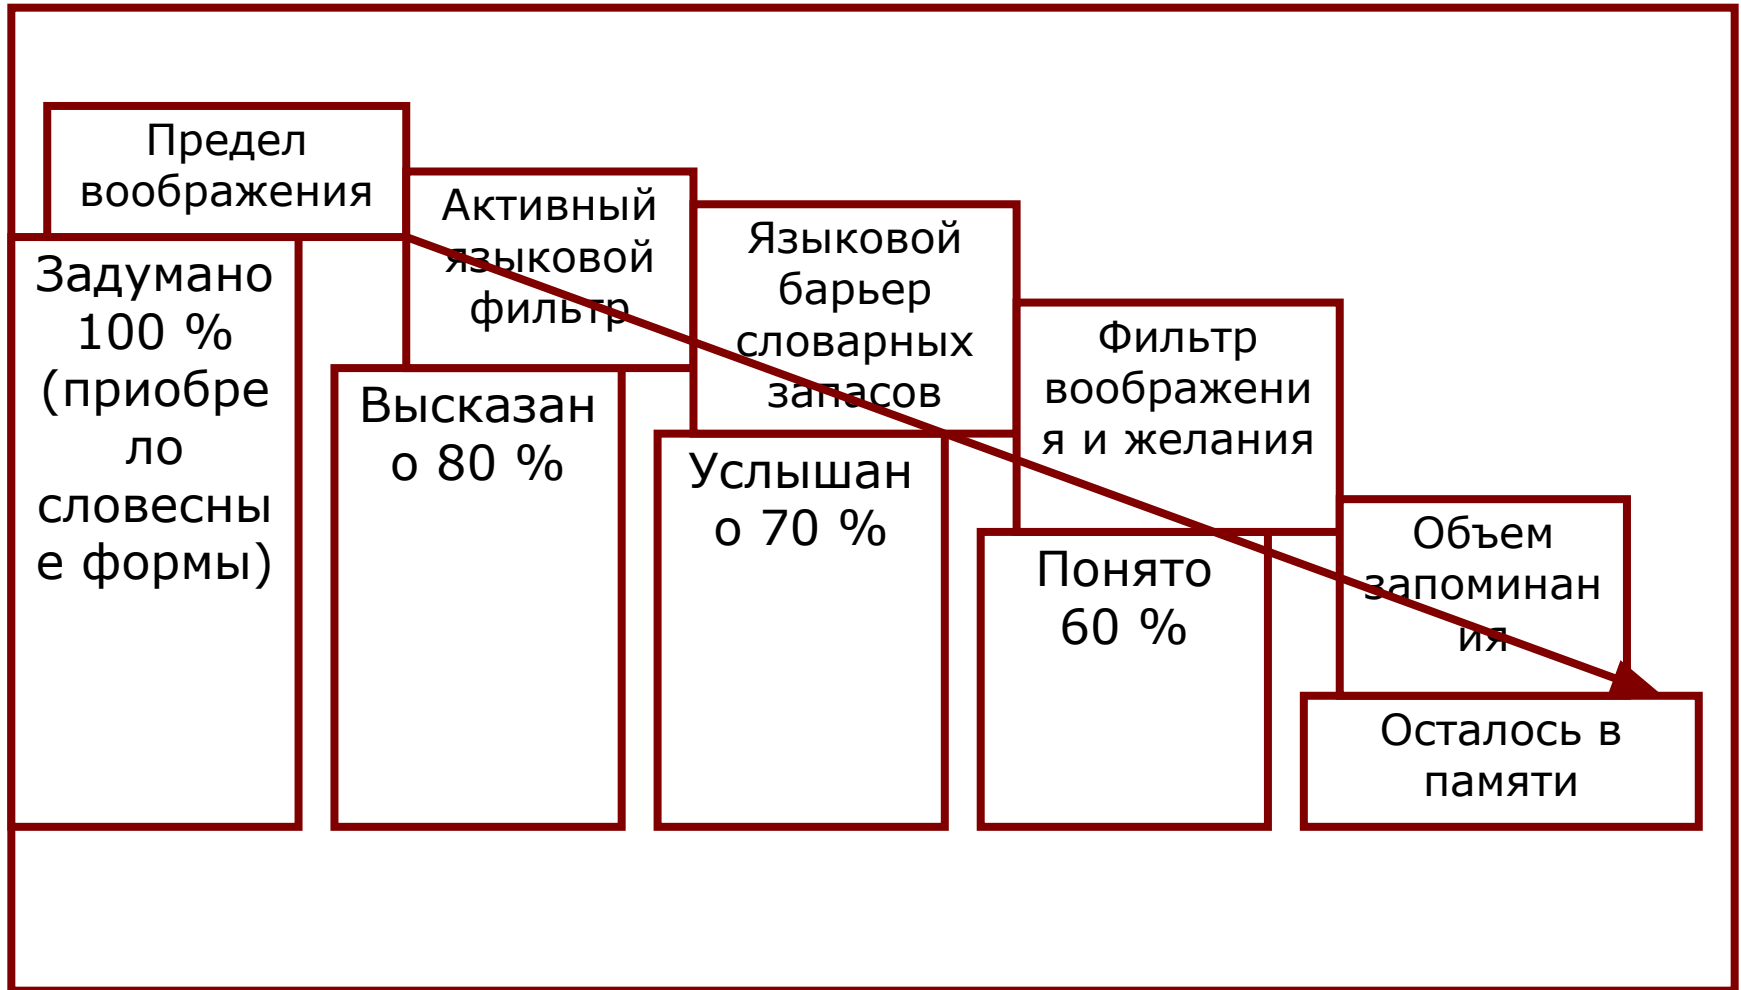 Предел
воображения
Активный
языковой
фильтр
Языковой
барьер
словарных
запасов
Фильтр
воображени
я и желания
Объем
запоминан
ия
Задумано
100 %
(приобре
ло
словесны
е формы)
Высказан
о 80 %
Услышан
о 70 %
Понято
60 %
Осталось в
памяти